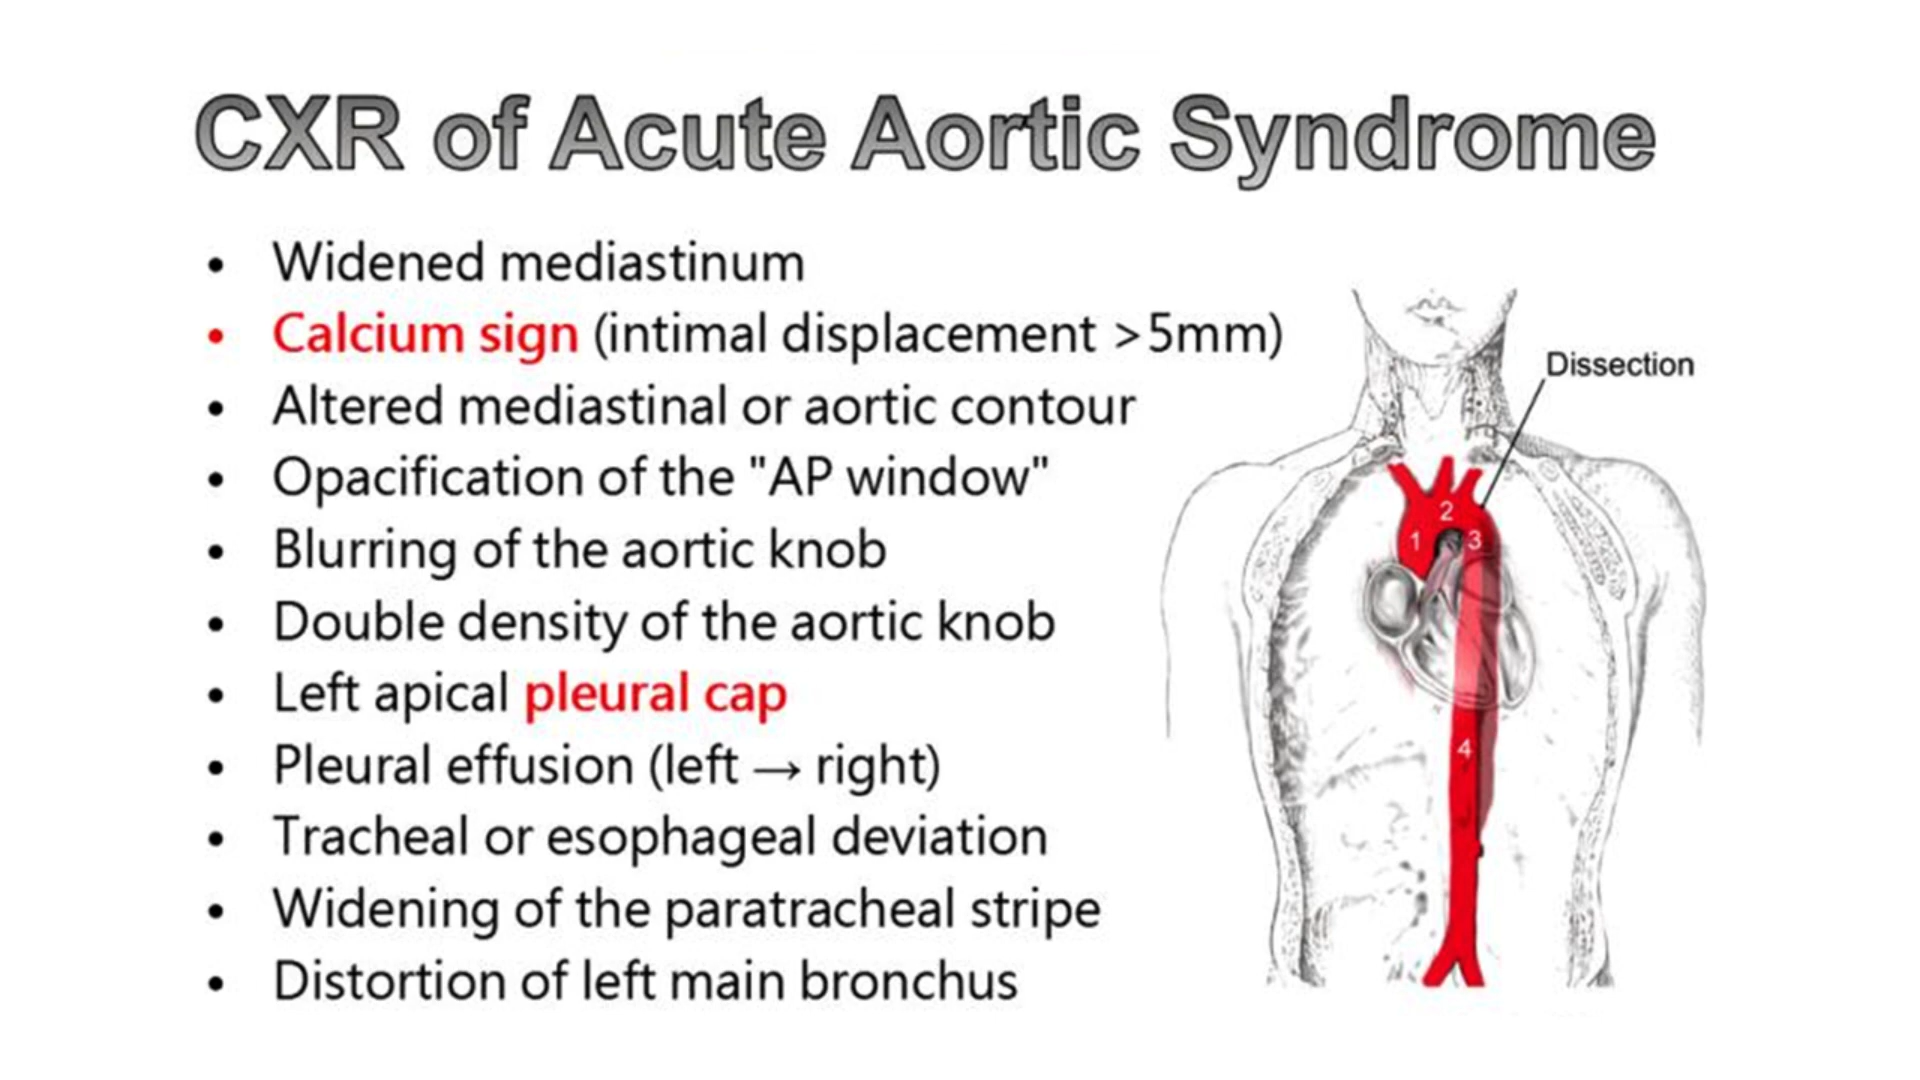 CXR of Acute Aortic Syndrome
• Widened mediastinum
• Calcium sign (intimal displacement >5mm)
• Altered mediastinal or aortic contour
• Opacification of the "AP window"
• Blurring of the aortic knob
• Double density of the aortic knob
• Left apical pleural cap
• Pleural effusion (left → right)
• Tracheal or esophageal deviation
• Widening of the paratracheal stripe
• Distortion of left main bronchus
Dissection
2
1 3
4